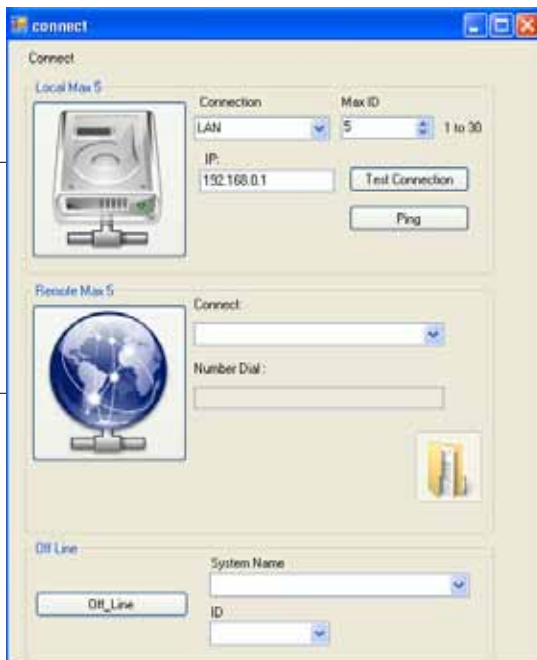 connect
Connect
Local Max 5
Connection
Max ID
LAN
5
1 to 30
IP:
192.168.0.1
Test Connection
Ping
Remote Max 5
Connect:
Number Dial :
Off Line
System Name
Off_Line
ID